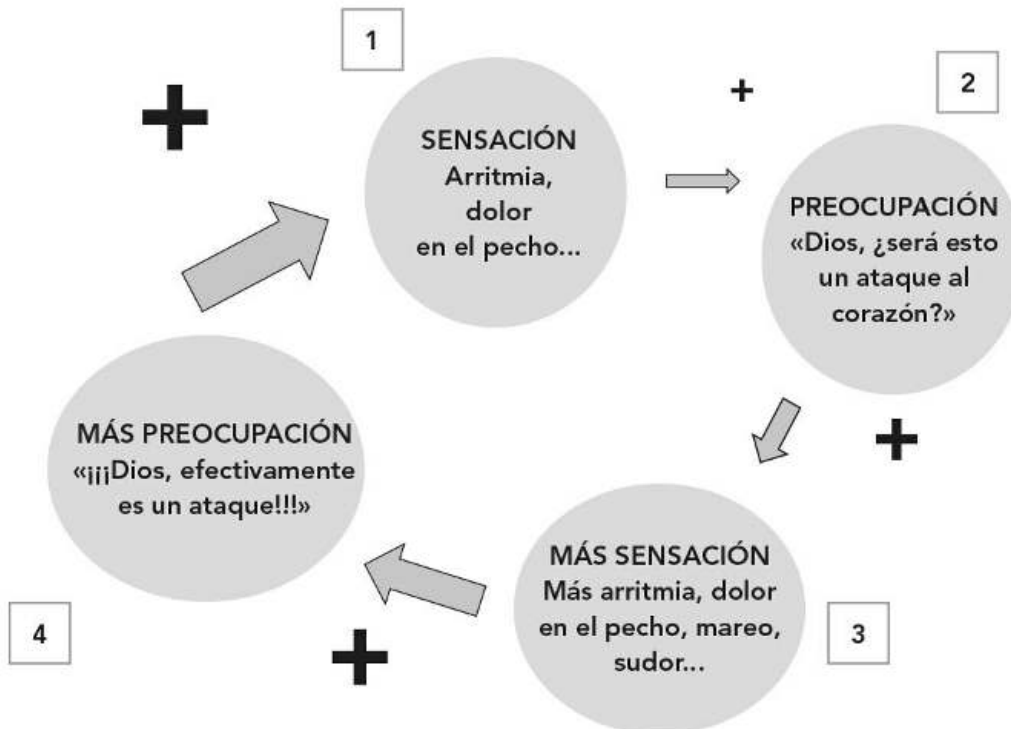 1
SENSACIÓN
Arritmia,
dolor
en el pecho...
+
2
PREOCUPACIÓN
«Dios, ¿será esto
un ataque al
corazón?»
+
3
MÁS SENSACIÓN
Más arritmia, dolor
en el pecho, mareo,
sudor...
+
4
MÁS PREOCUPACIÓN
«¡¡¡Dios, efectivamente
es un ataque!!!»
+